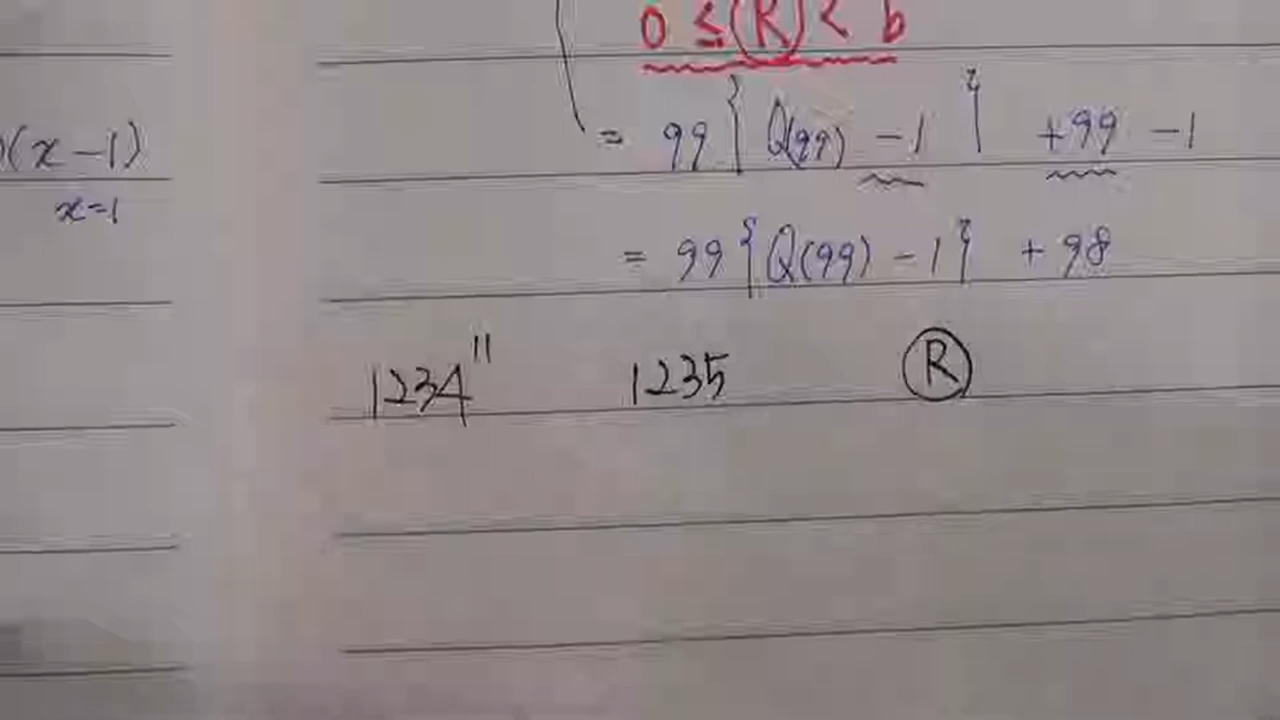 0 ≤ (R) < b
= 99 { Q(99) -1 } +99 -1
)(x-1)
x=1
= 99 { Q(99) -1 } + 98
1234¹¹ 1235 Ⓡ